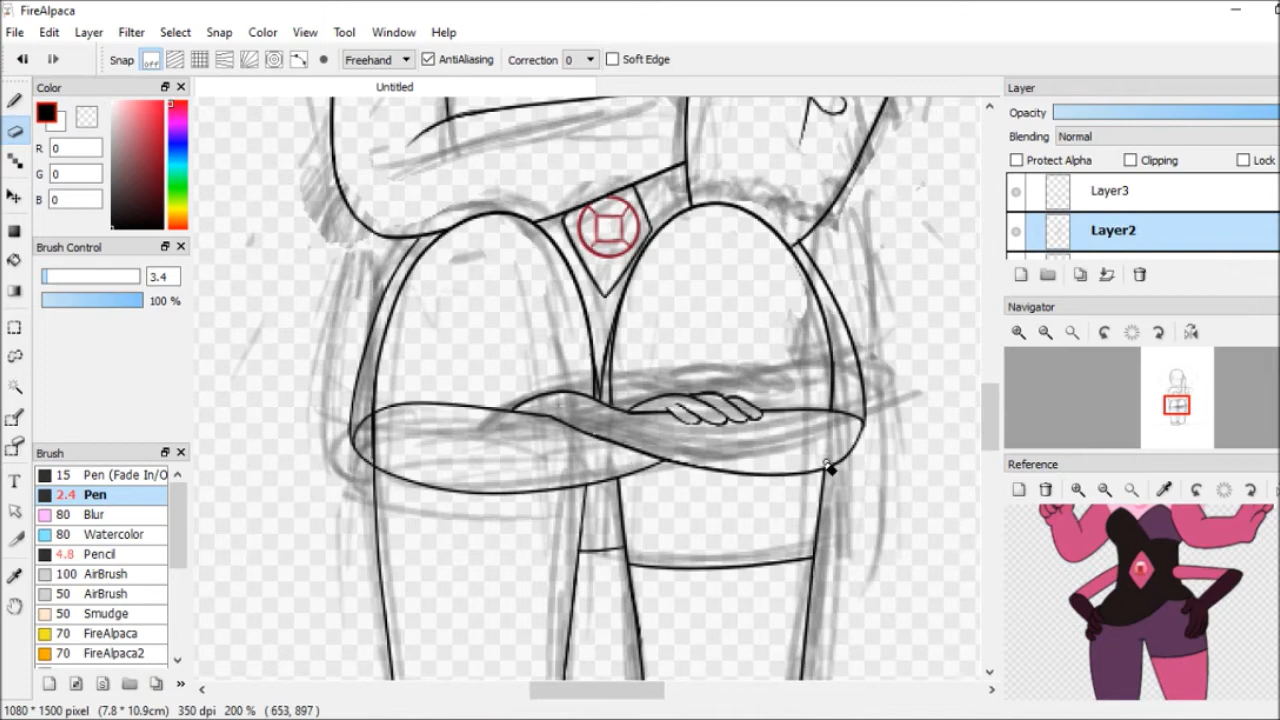 FireAlpaca
File Edit Layer Filter Select Snap Color View Tool Window Help
Snap off Freehand AntiAliasing Correction 0 Soft Edge
Color
Untitled
Layer
Opacity
Blending Normal
R 0
G 0
B 0
Protect Alpha Clipping Lock
Layer3
Layer2
Brush Control
3.4
100 %
Navigator
Brush
15 Pen (Fade In/O
2.4 Pen
80 Blur
80 Watercolor
4.8 Pencil
100 AirBrush
50 AirBrush
50 Smudge
70 FireAlpaca
70 FireAlpaca2
Reference
1080 * 1500 pixel (7.8 * 10.9cm) 350 dpi 200 % ( 653, 897 )